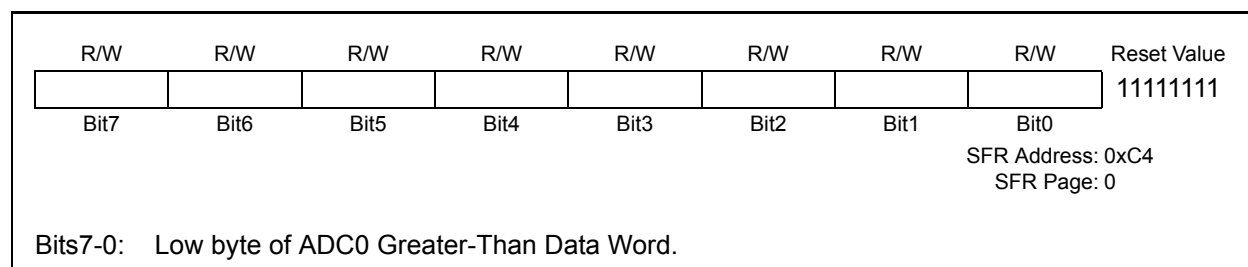 R/W R/W R/W R/W R/W R/W R/W R/W Reset Value
11111111
Bit7 Bit6 Bit5 Bit4 Bit3 Bit2 Bit1 Bit0
SFR Address: 0xC4
SFR Page: 0
Bits7-0: Low byte of ADC0 Greater-Than Data Word.